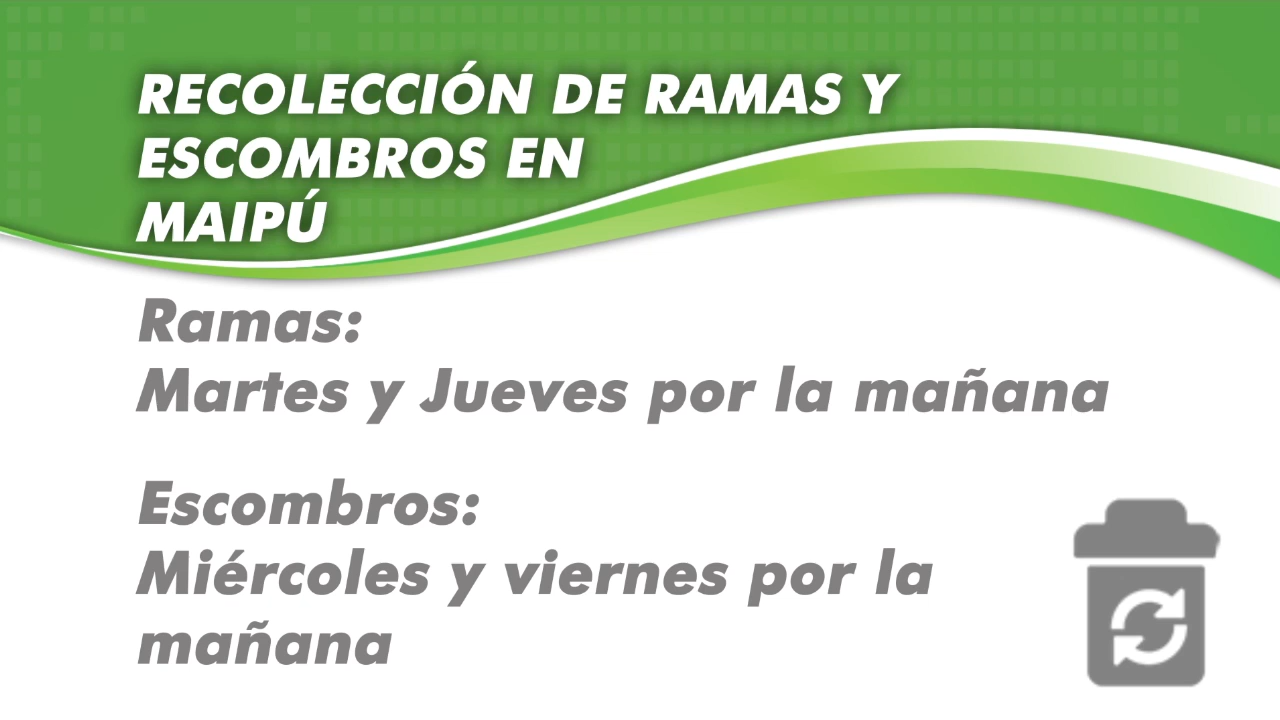 RECOLECCIÓN DE RAMAS Y
ESCOMBROS EN
MAIPÚ
Ramas:
Martes y Jueves por la mañana
Escombros:
Miércoles y viernes por la
mañana